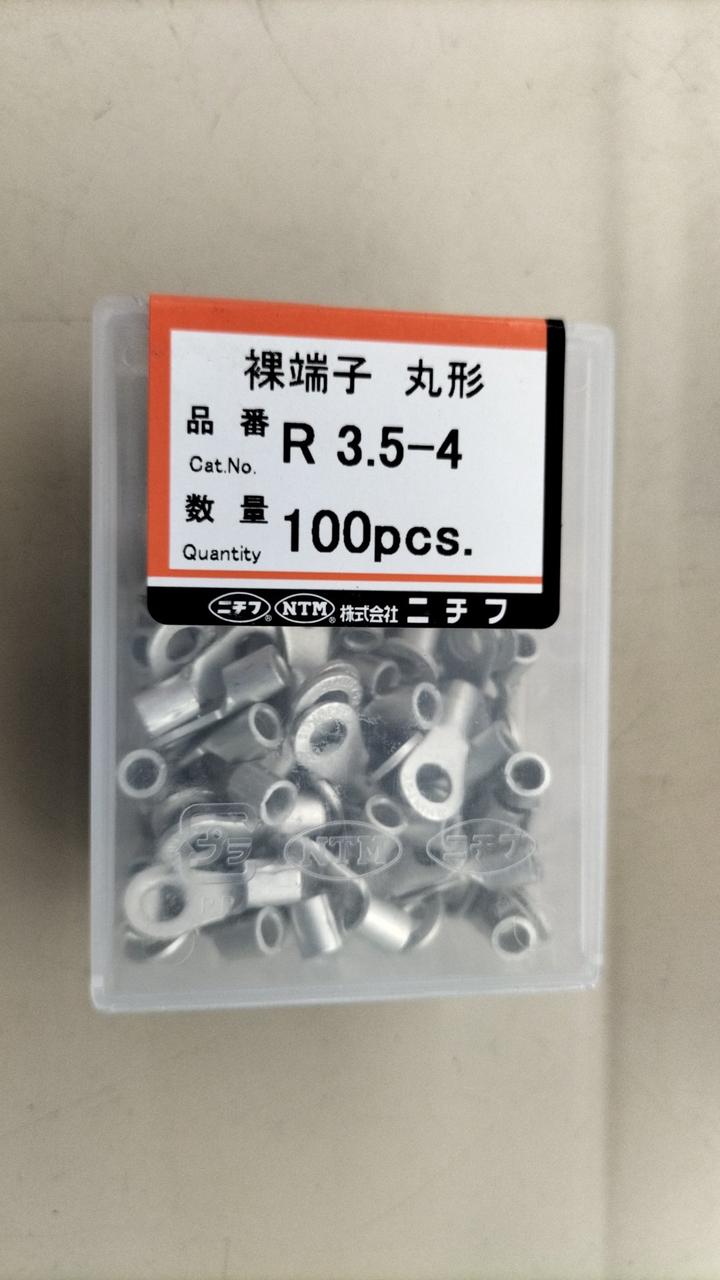 裸端子 丸形
品番 R 3.5-4
Cat.No.
数量 100pcs.
Quantity
ニチフ® NTM® 株式会社 ニチフ
プラ NTM ニチフ
PP